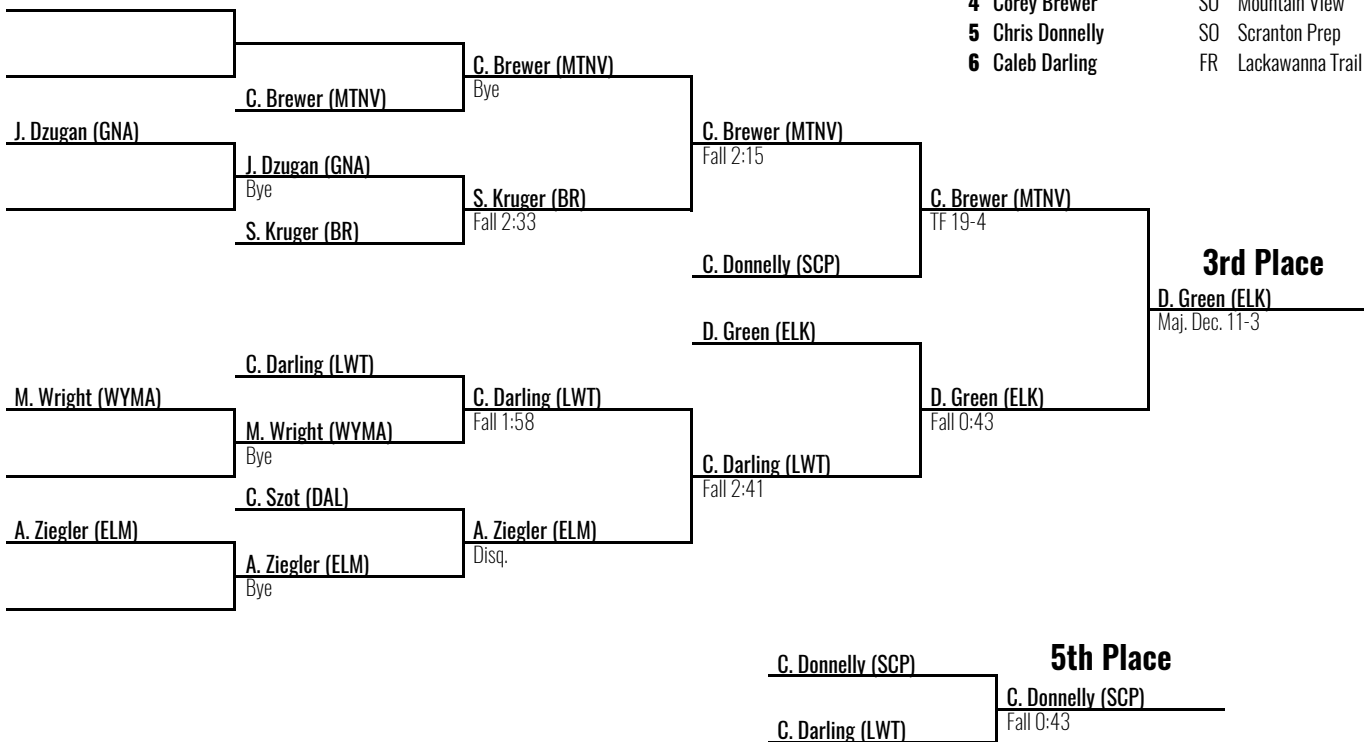 4 Corey Brewer SO Mountain View
5 Chris Donnelly SO Scranton Prep
6 Caleb Darling FR Lackawanna Trail
C. Brewer (MTNV)
Bye
C. Brewer (MTNV)
J. Dzugan (GNA)
C. Brewer (MTNV)
Fall 2:15
J. Dzugan (GNA)
Bye
S. Kruger (BR)
Fall 2:33
C. Brewer (MTNV)
TF 19-4
S. Kruger (BR)
C. Donnelly (SCP)
3rd Place
D. Green (ELK)
Maj. Dec. 11-3
D. Green (ELK)
C. Darling (LWT)
M. Wright (WYMA)
C. Darling (LWT)
Fall 1:58
D. Green (ELK)
Fall 0:43
M. Wright (WYMA)
Bye
C. Darling (LWT)
Fall 2:41
C. Szot (DAL)
A. Ziegler (ELM)
A. Ziegler (ELM)
Disq.
A. Ziegler (ELM)
Bye
C. Donnelly (SCP)
5th Place
C. Donnelly (SCP)
Fall 0:43
C. Darling (LWT)